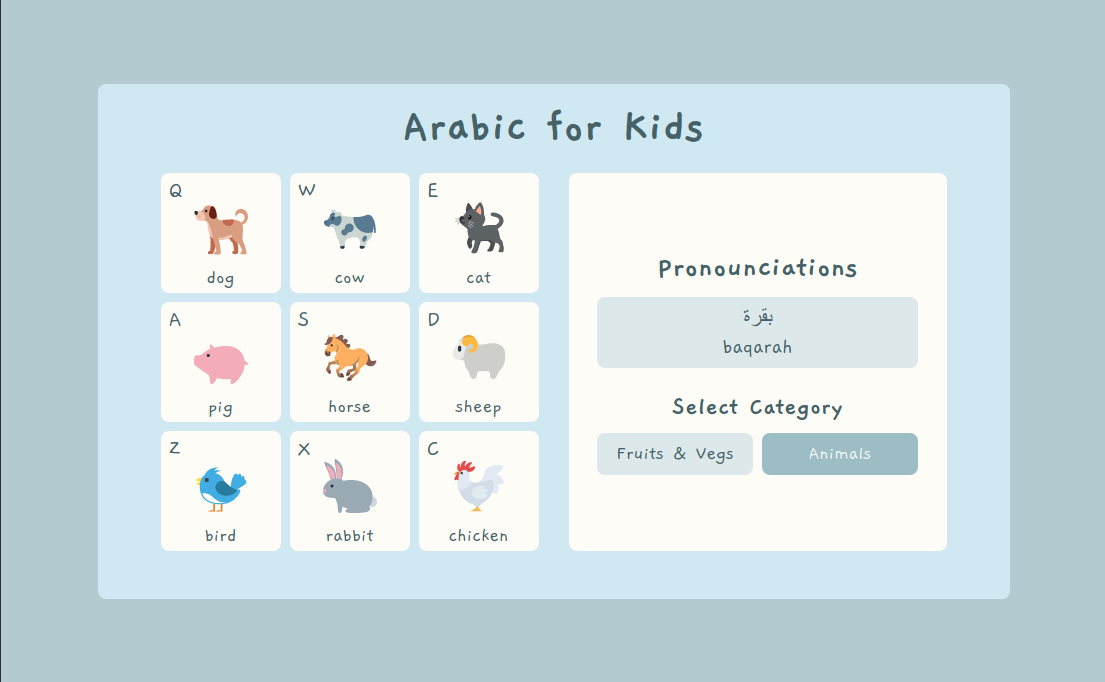 Arabic for Kids
Q
dog
W
cow
E
cat
A
pig
S
horse
D
sheep
Z
bird
X
rabbit
C
chicken
Pronounciations
بقرة
baqarah
Select Category
Fruits & Vegs
Animals